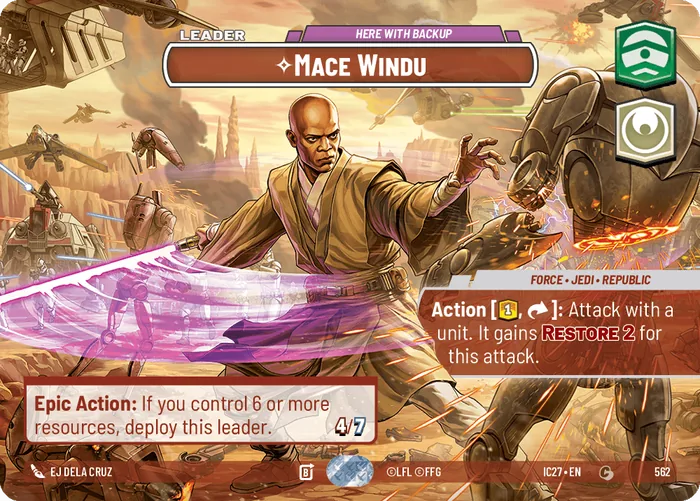 LEADER
HERE WITH BACKUP
MACE WINDU
FORCE • JEDI • REPUBLIC
Action [1, ]: Attack with a
unit. It gains RESTORE 2 for
this attack.
Epic Action: If you control 6 or more
resources, deploy this leader.
4/7
EJ DELA CRUZ
B
©LFL ©FFG
IC27 • EN
G
562